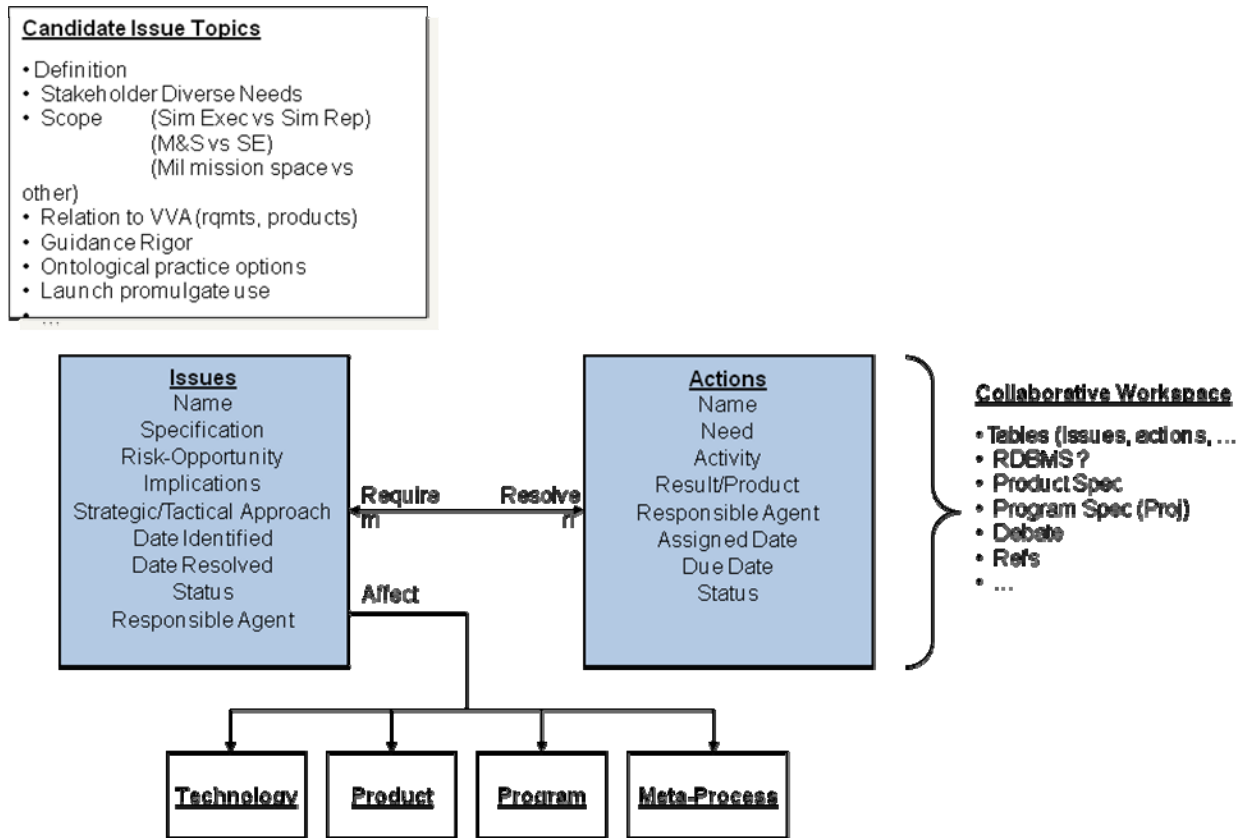 Candidate Issue Topics
• Definition
• Stakeholder Diverse Needs
• Scope (Sim Exec vs Sim Rep)
(M&S vs SE)
(Mil mission space vs
other)
• Relation to VVA (rqmts, products)
• Guidance Rigor
• Ontological practice options
• Launch promulgate use
• ...
Issues
Name
Specification
Risk-Opportunity
Implications
Strategic/Tactical Approach
Date Identified
Date Resolved
Status
Responsible Agent
Require
m
Resolve
n
Affect
Actions
Name
Need
Activity
Result/Product
Responsible Agent
Assigned Date
Due Date
Status
Collaborative Workspace
• Tables (issues, actions, ...
• RDBMS?
• Product Spec
• Program Spec (Proj)
• Debate
• Refs
• ...
Technology
Product
Program
Meta-Process